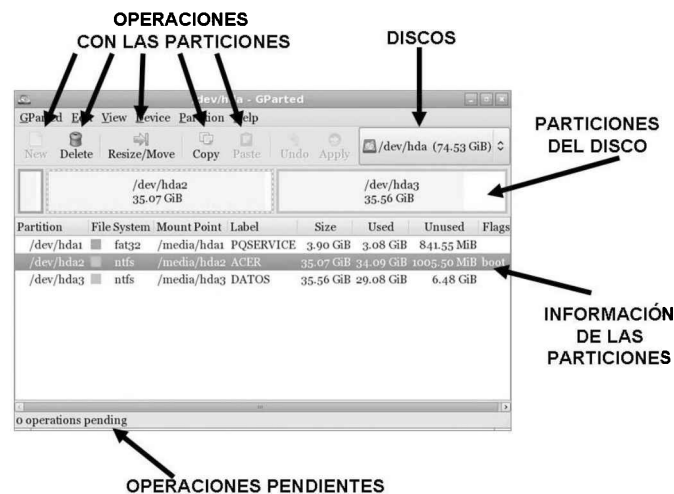 OPERACIONES
CON LAS PARTICIONES
DISCOS
/dev/hda - GParted
GParted Edit View Device Partition Help
New Delete Resize/Move Copy Paste Undo Apply /dev/hda (74.53 GiB)
PARTICIONES
DEL DISCO
/dev/hda2 /dev/hda3
35.07 GiB 35.56 GiB
Partition File System Mount Point Label Size Used Unused Flags
/dev/hda1 fat32 /media/hda1 PQSERVICE 3.90 GiB 3.08 GiB 841.55 MiB
/dev/hda2 ntfs /media/hda2 ACER 35.07 GiB 34.09 GiB 1005.50 MiB boot
/dev/hda3 ntfs /media/hda3 DATOS 35.56 GiB 29.08 GiB 6.48 GiB
INFORMACIÓN
DE LAS
PARTICIONES
0 operations pending
OPERACIONES PENDIENTES